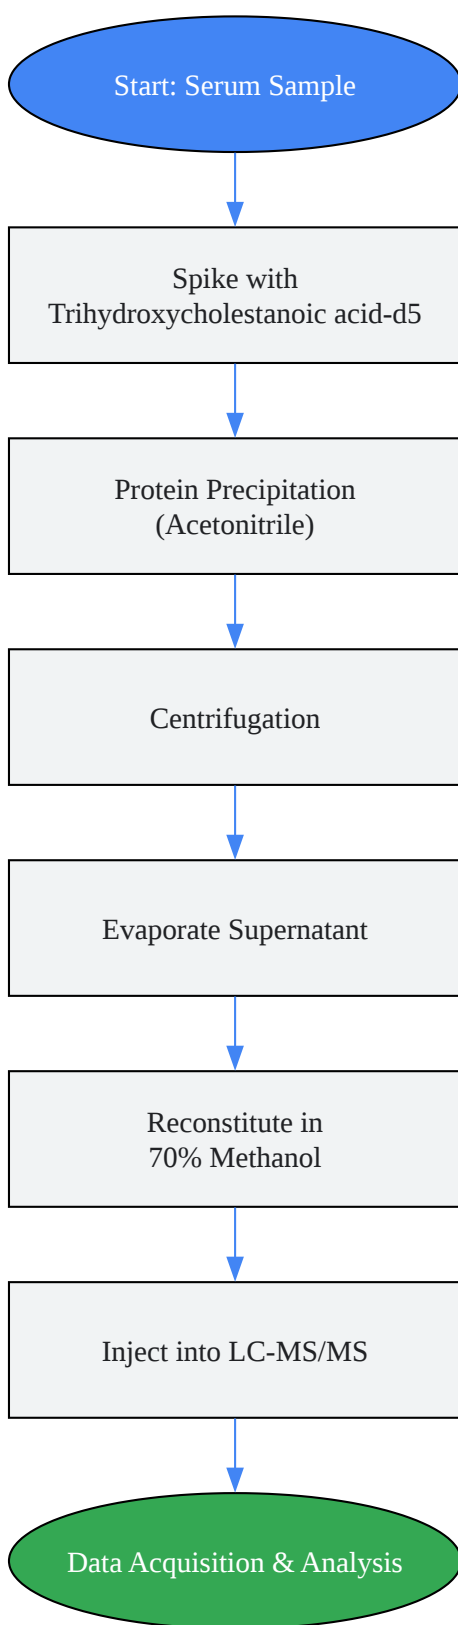 Start: Serum Sample
Spike with
Trihydroxycholestanoic acid-d5
Protein Precipitation
(Acetonitrile)
Centrifugation
Evaporate Supernatant
Reconstitute in
70% Methanol
Inject into LC-MS/MS
Data Acquisition & Analysis